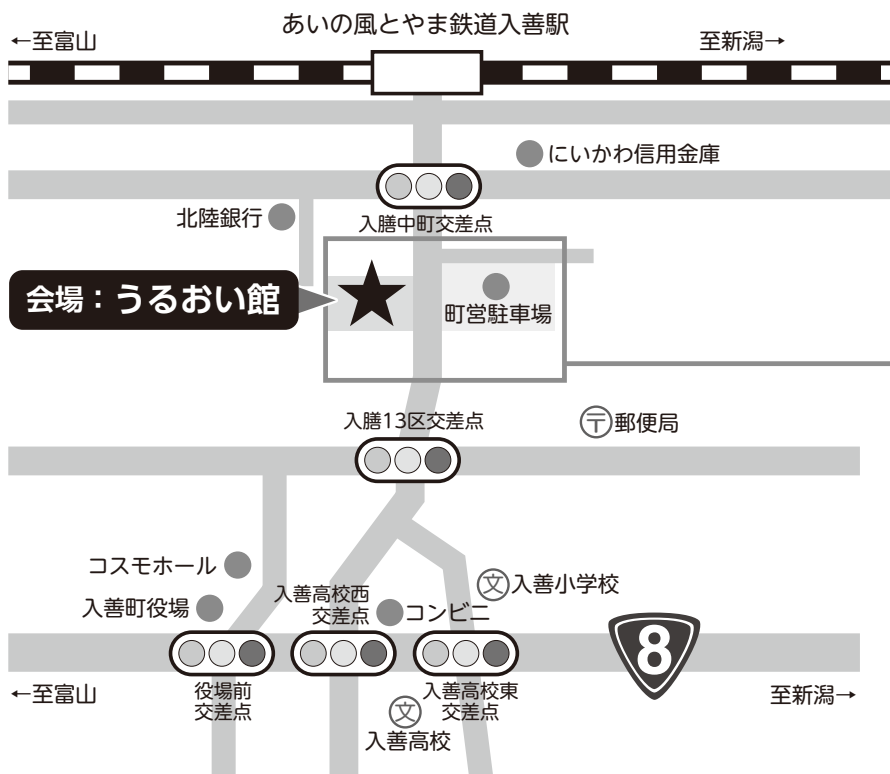 あいの風とやま鉄道入善駅
←至富山
至新潟→
にいかわ信用金庫
北陸銀行
入膳中町交差点
会場：うるおい館
町営駐車場
入膳13区交差点
〒郵便局
コスモホール
入善町役場
入善高校西
交差点
コンビニ
文入善小学校
8
←至富山
役場前
交差点
入善高校東
交差点
至新潟→
文
入善高校